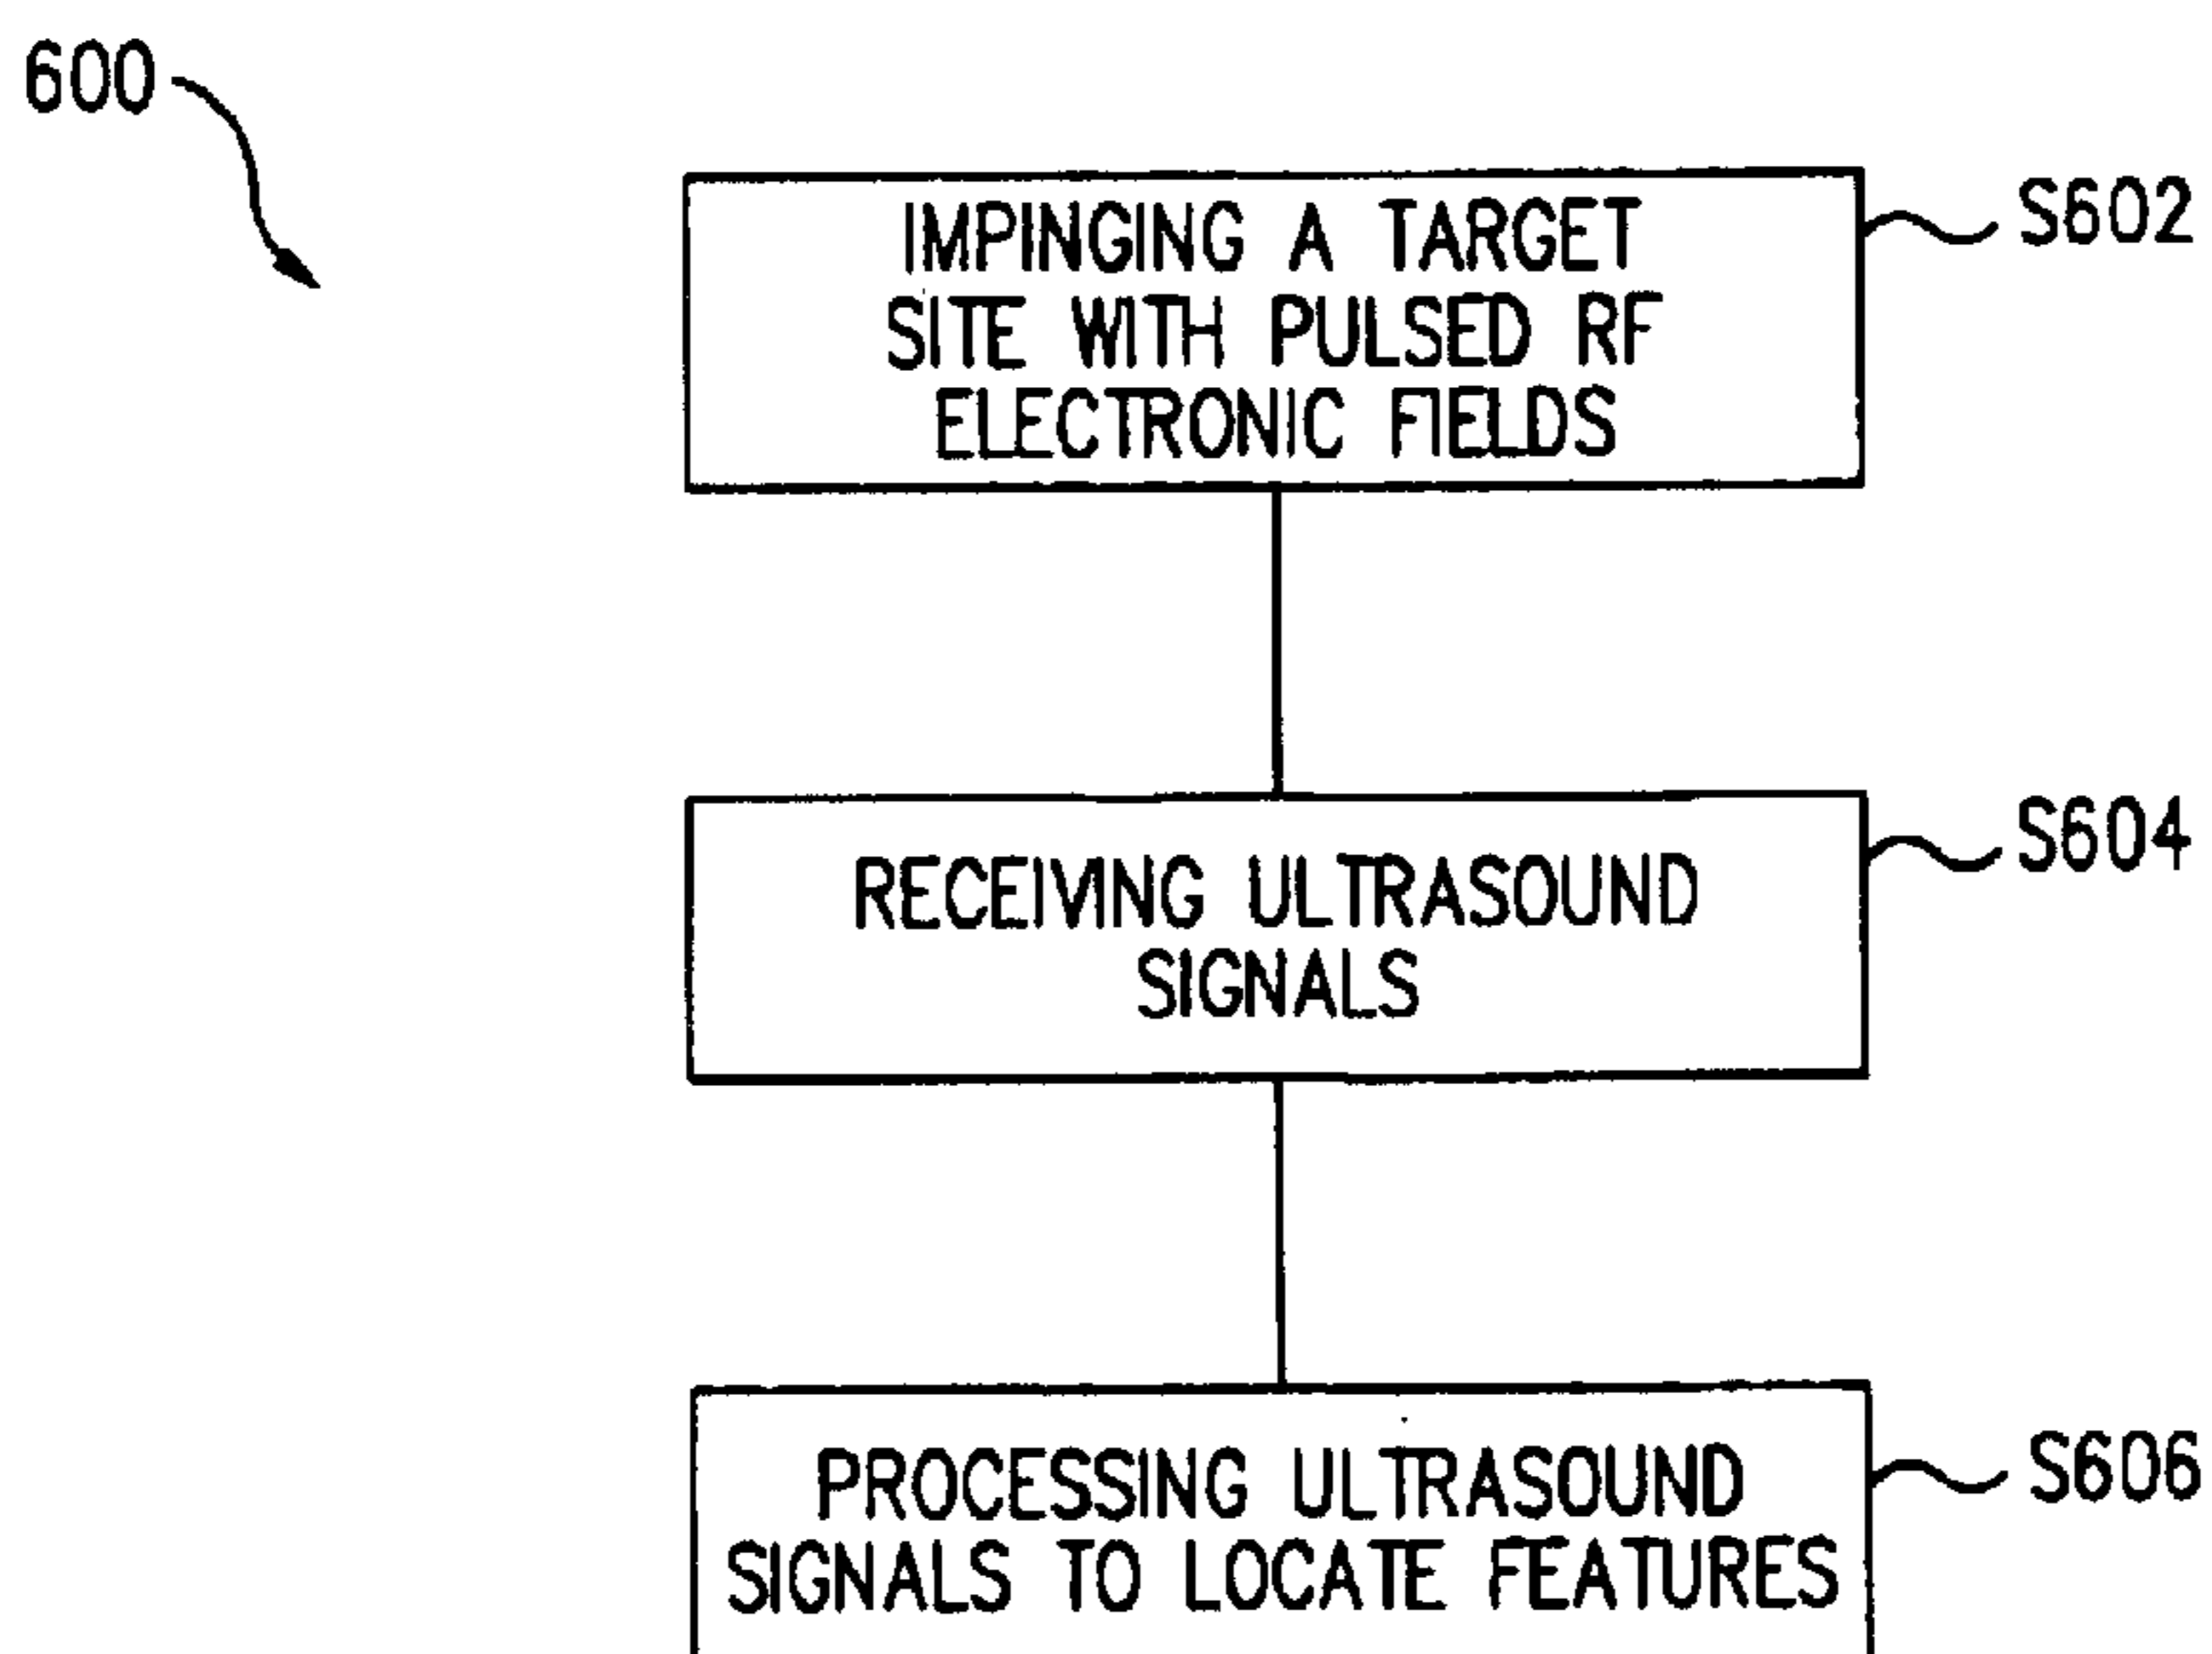 600
IMPINGING A TARGET
SITE WITH PULSED RF
ELECTRONIC FIELDS
S602
RECEIVING ULTRASOUND
SIGNALS
S604
PROCESSING ULTRASOUND
SIGNALS TO LOCATE FEATURES
S606